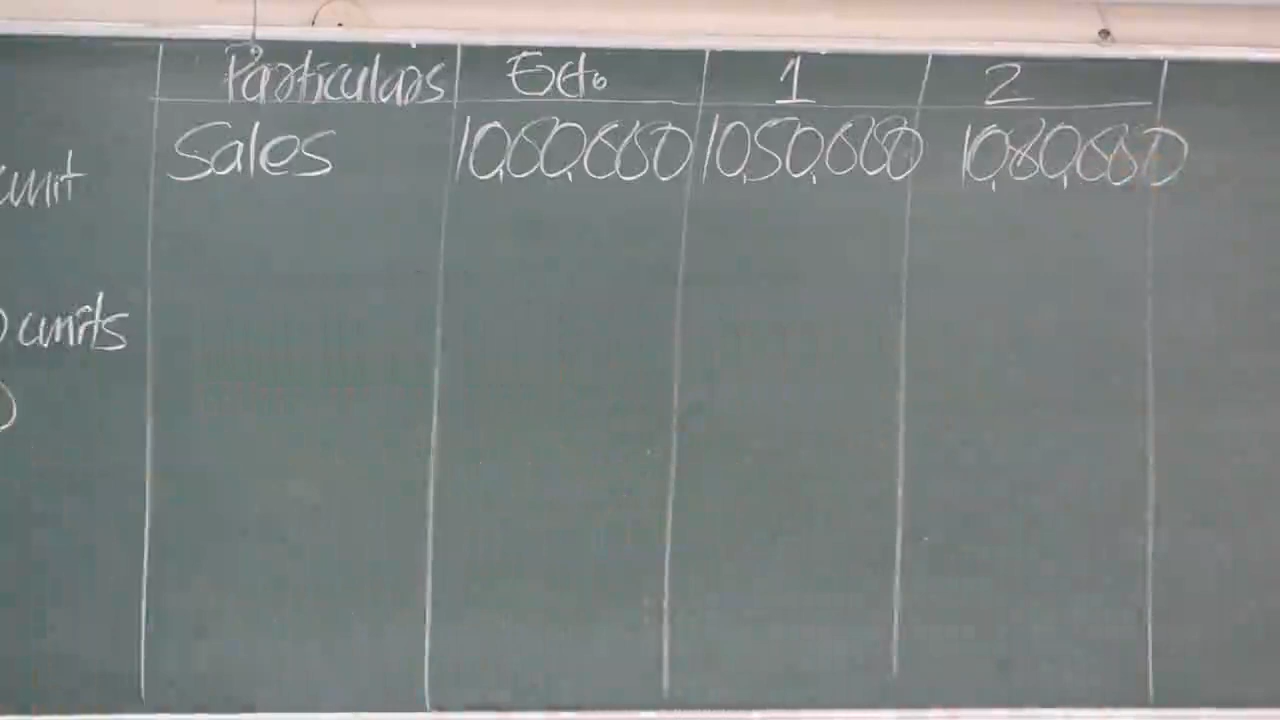 Particulars Exto 1 2
Sales 10,00,000 10,50,000 10,80,000
unit
units